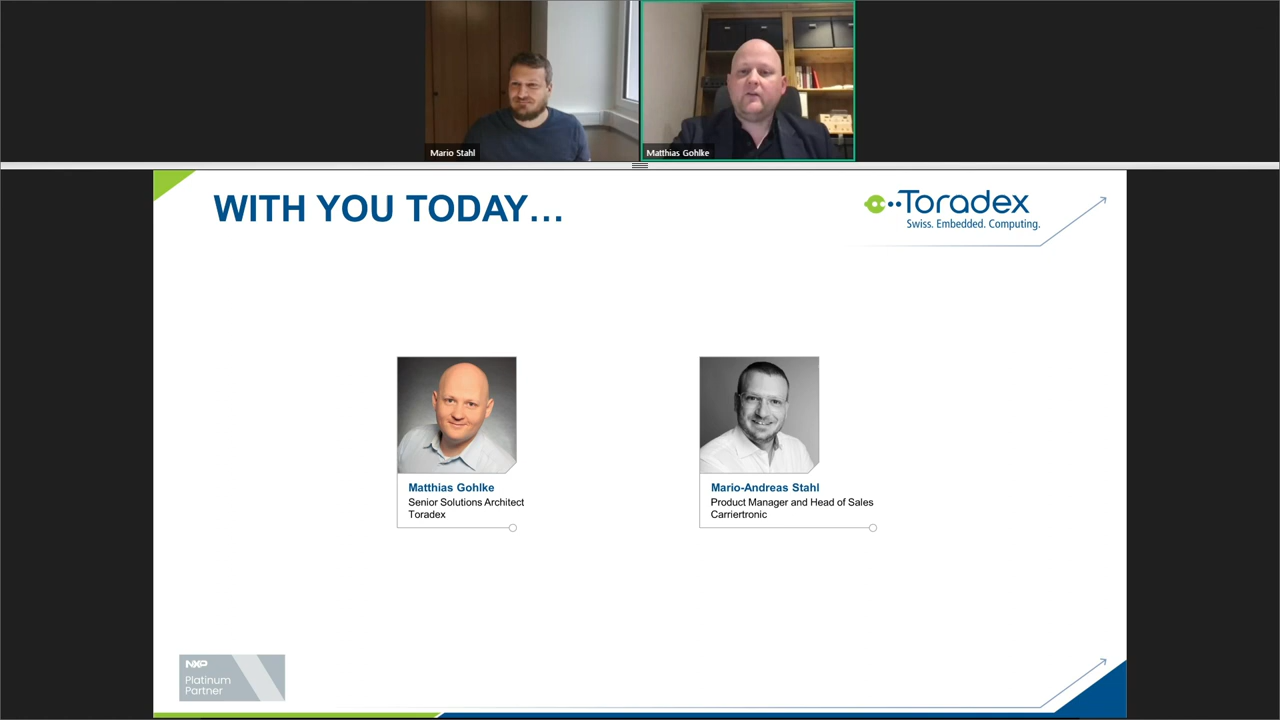 Mario Stahl
Matthias Gohlke
WITH YOU TODAY…
Toradex
Swiss. Embedded. Computing.
Matthias Gohlke
Senior Solutions Architect
Toradex
Mario-Andreas Stahl
Product Manager and Head of Sales
Carriertronic
NXP
Platinum
Partner